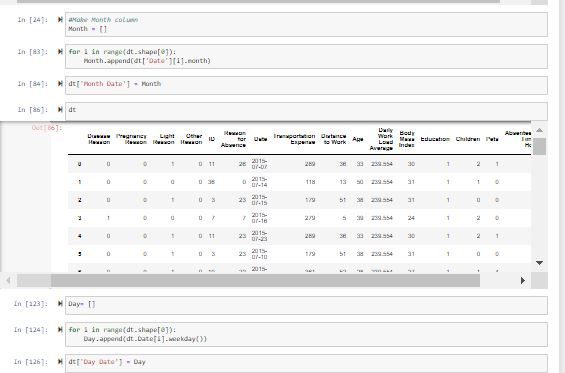 In [24]:
#Make Month column
Month = []
In [83]:
for i in range(dt.shape[0]):
Month.append(dt['Date'][i].month)
In [84]:
dt['Month Date'] = Month
In [86]:
dt
Out[86]:
Disease Reason Pregnancy Reason Light Reason Other Reason ID Reason for Absence Date Transportation Expense Distance to Work Age Daily Work Load Average Body Mass Index Education Children Pets
0 0 0 1 0 11 26 2015-07-07 289 36 33 239.554 30 1 2 1
1 0 0 0 0 36 0 2015-07-14 118 13 50 239.554 31 1 1 0
2 0 0 1 0 3 23 2015-07-15 179 51 38 239.554 31 1 0 0
3 1 0 0 0 7 7 2015-07-16 279 5 39 239.554 24 1 2 0
4 0 0 1 0 11 23 2015-07-23 289 36 33 239.554 30 1 2 1
5 0 0 1 0 3 23 2015-07-10 179 51 38 239.554 31 1 0 0
In [123]:
Day= []
In [124]:
for i in range(dt.shape[0]):
Day.append(dt.Date[i].weekday())
In [126]:
dt['Day Date'] = Day